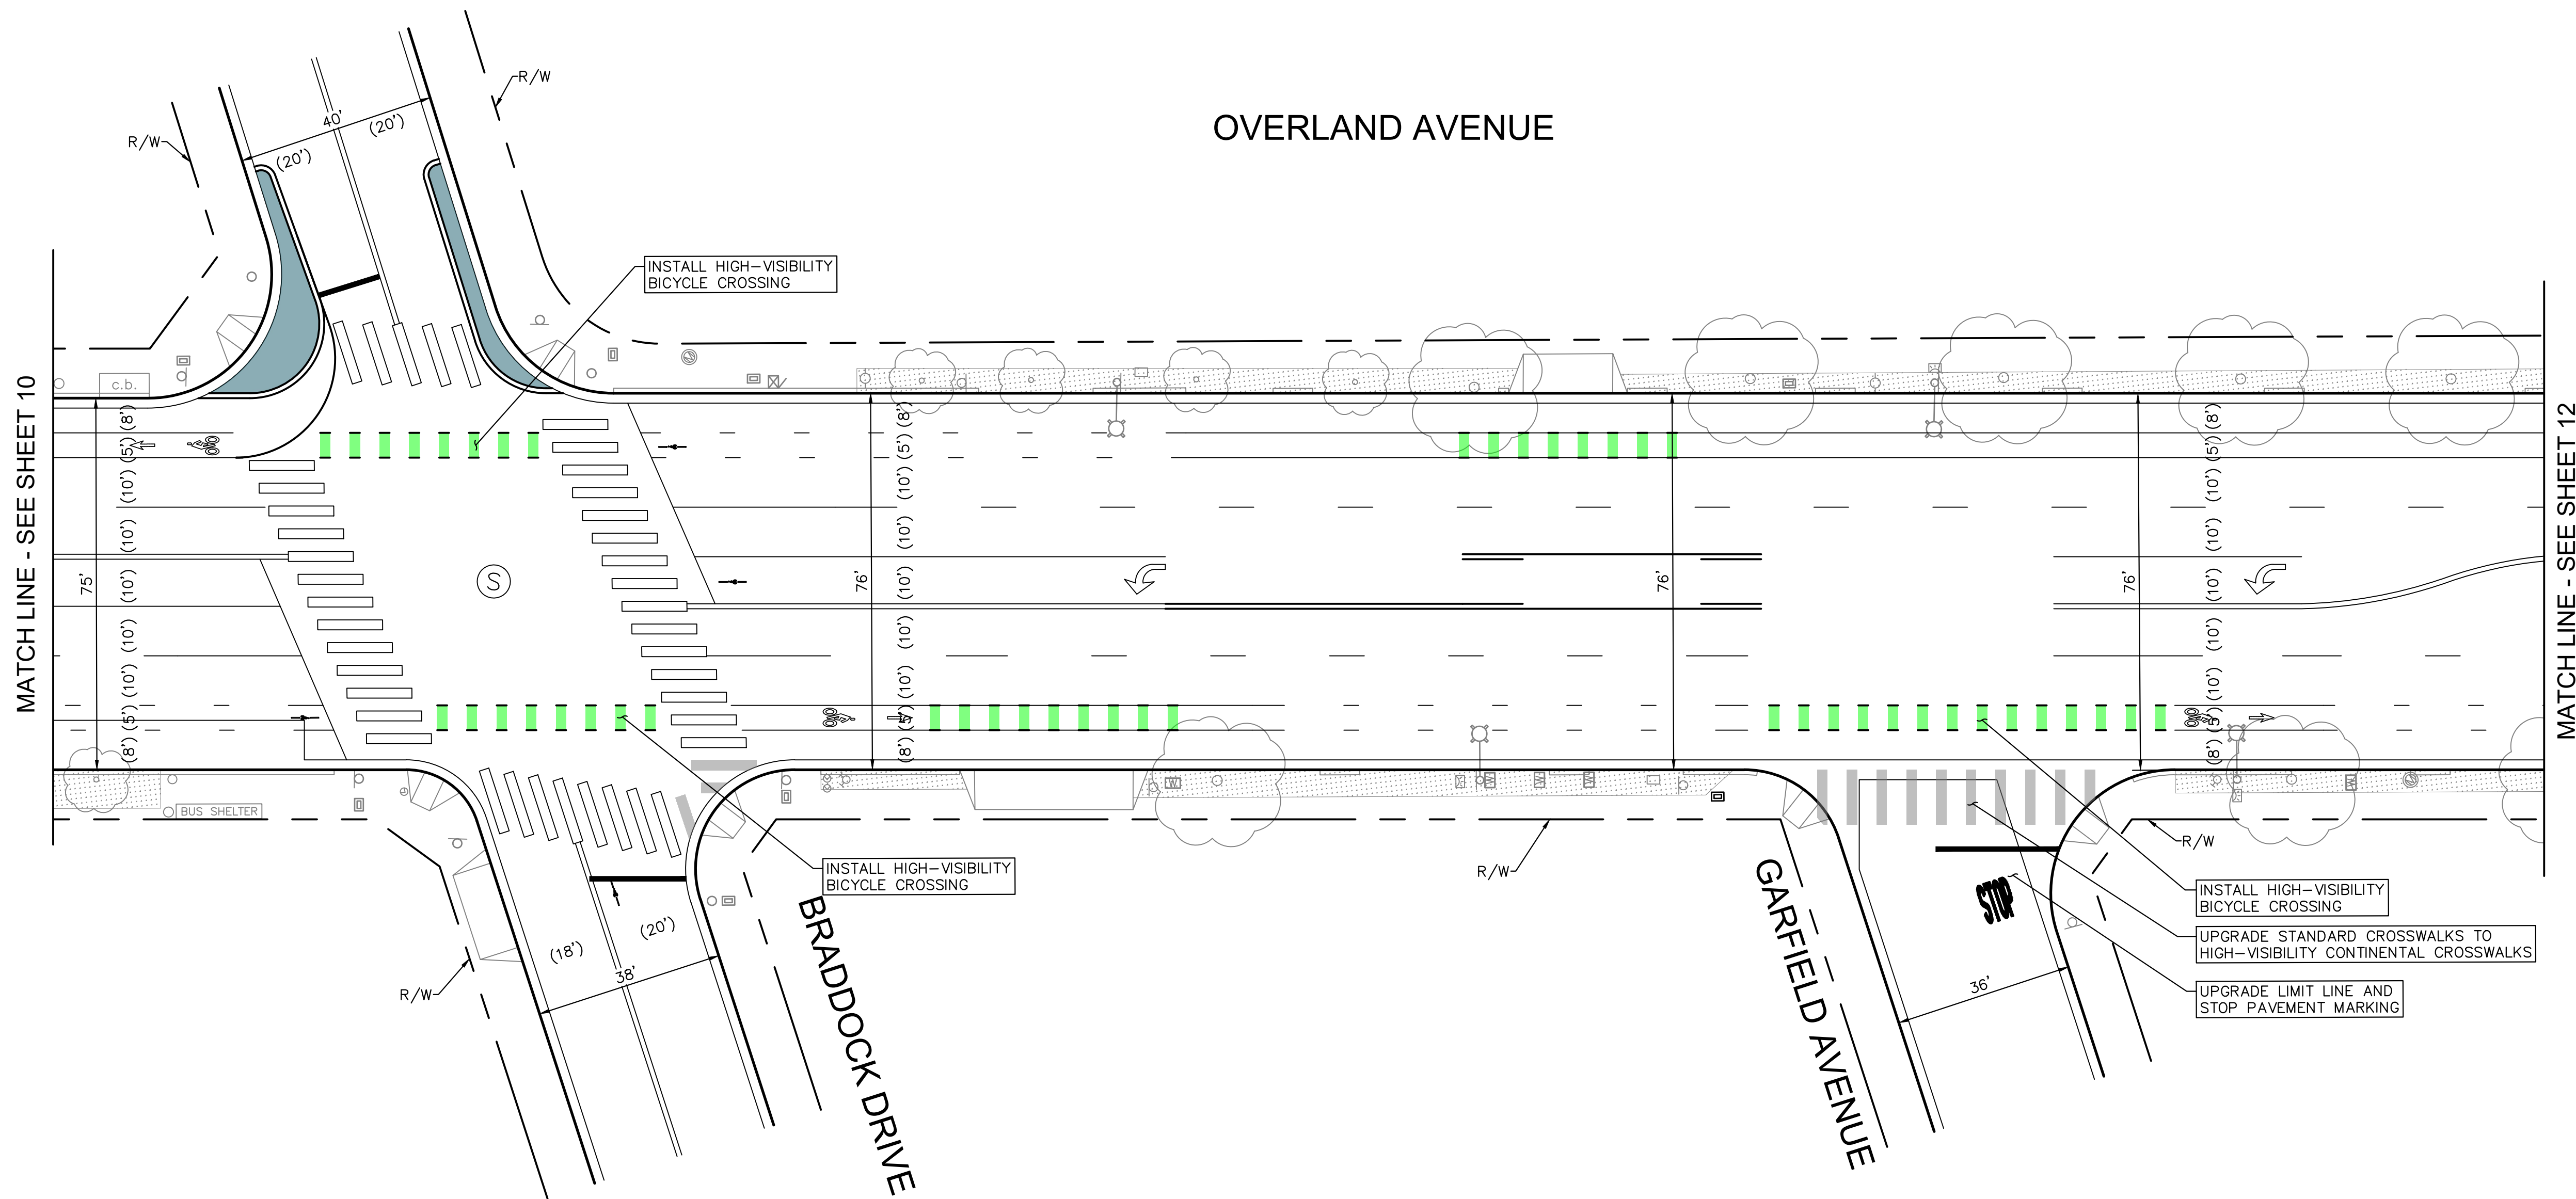 OVERLAND AVENUE
R/W
R/W
40'
(20')
(20')
INSTALL HIGH-VISIBILITY
BICYCLE CROSSING
MATCH LINE - SEE SHEET 10
c.b.
75'
(8') (5') (10') (10') (10') (10') (10') (5') (8')
S
76'
(8') (5') (10') (10') (10') (10') (10') (5') (8')
76'
76'
(8') (5') (10') (10') (10') (10') (10') (5') (8')
MATCH LINE - SEE SHEET 12
BUS SHELTER
INSTALL HIGH-VISIBILITY
BICYCLE CROSSING
R/W
(18')
(20')
38'
BRADDOCK DRIVE
R/W
GARFIELD AVENUE
STOP
36'
R/W
INSTALL HIGH-VISIBILITY
BICYCLE CROSSING
UPGRADE STANDARD CROSSWALKS TO
HIGH-VISIBILITY CONTINENTAL CROSSWALKS
UPGRADE LIMIT LINE AND
STOP PAVEMENT MARKING